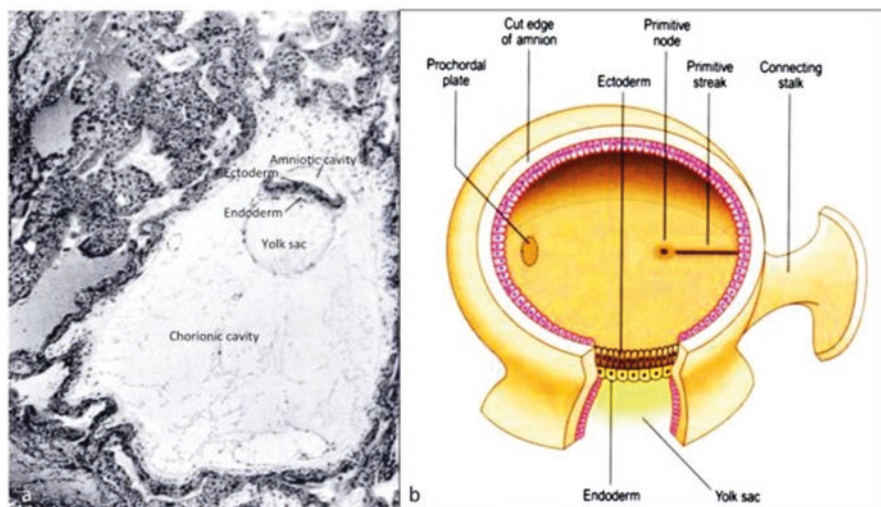 Amniotic cavity
Ectoderm
Endoderm
Yolk sac
Chorionic cavity
a
Cut edge
of amnion
Primitive
node
Prochordal
plate
Ectoderm
Primitive
streak
Connecting
stalk
Endoderm
Yolk sac
b